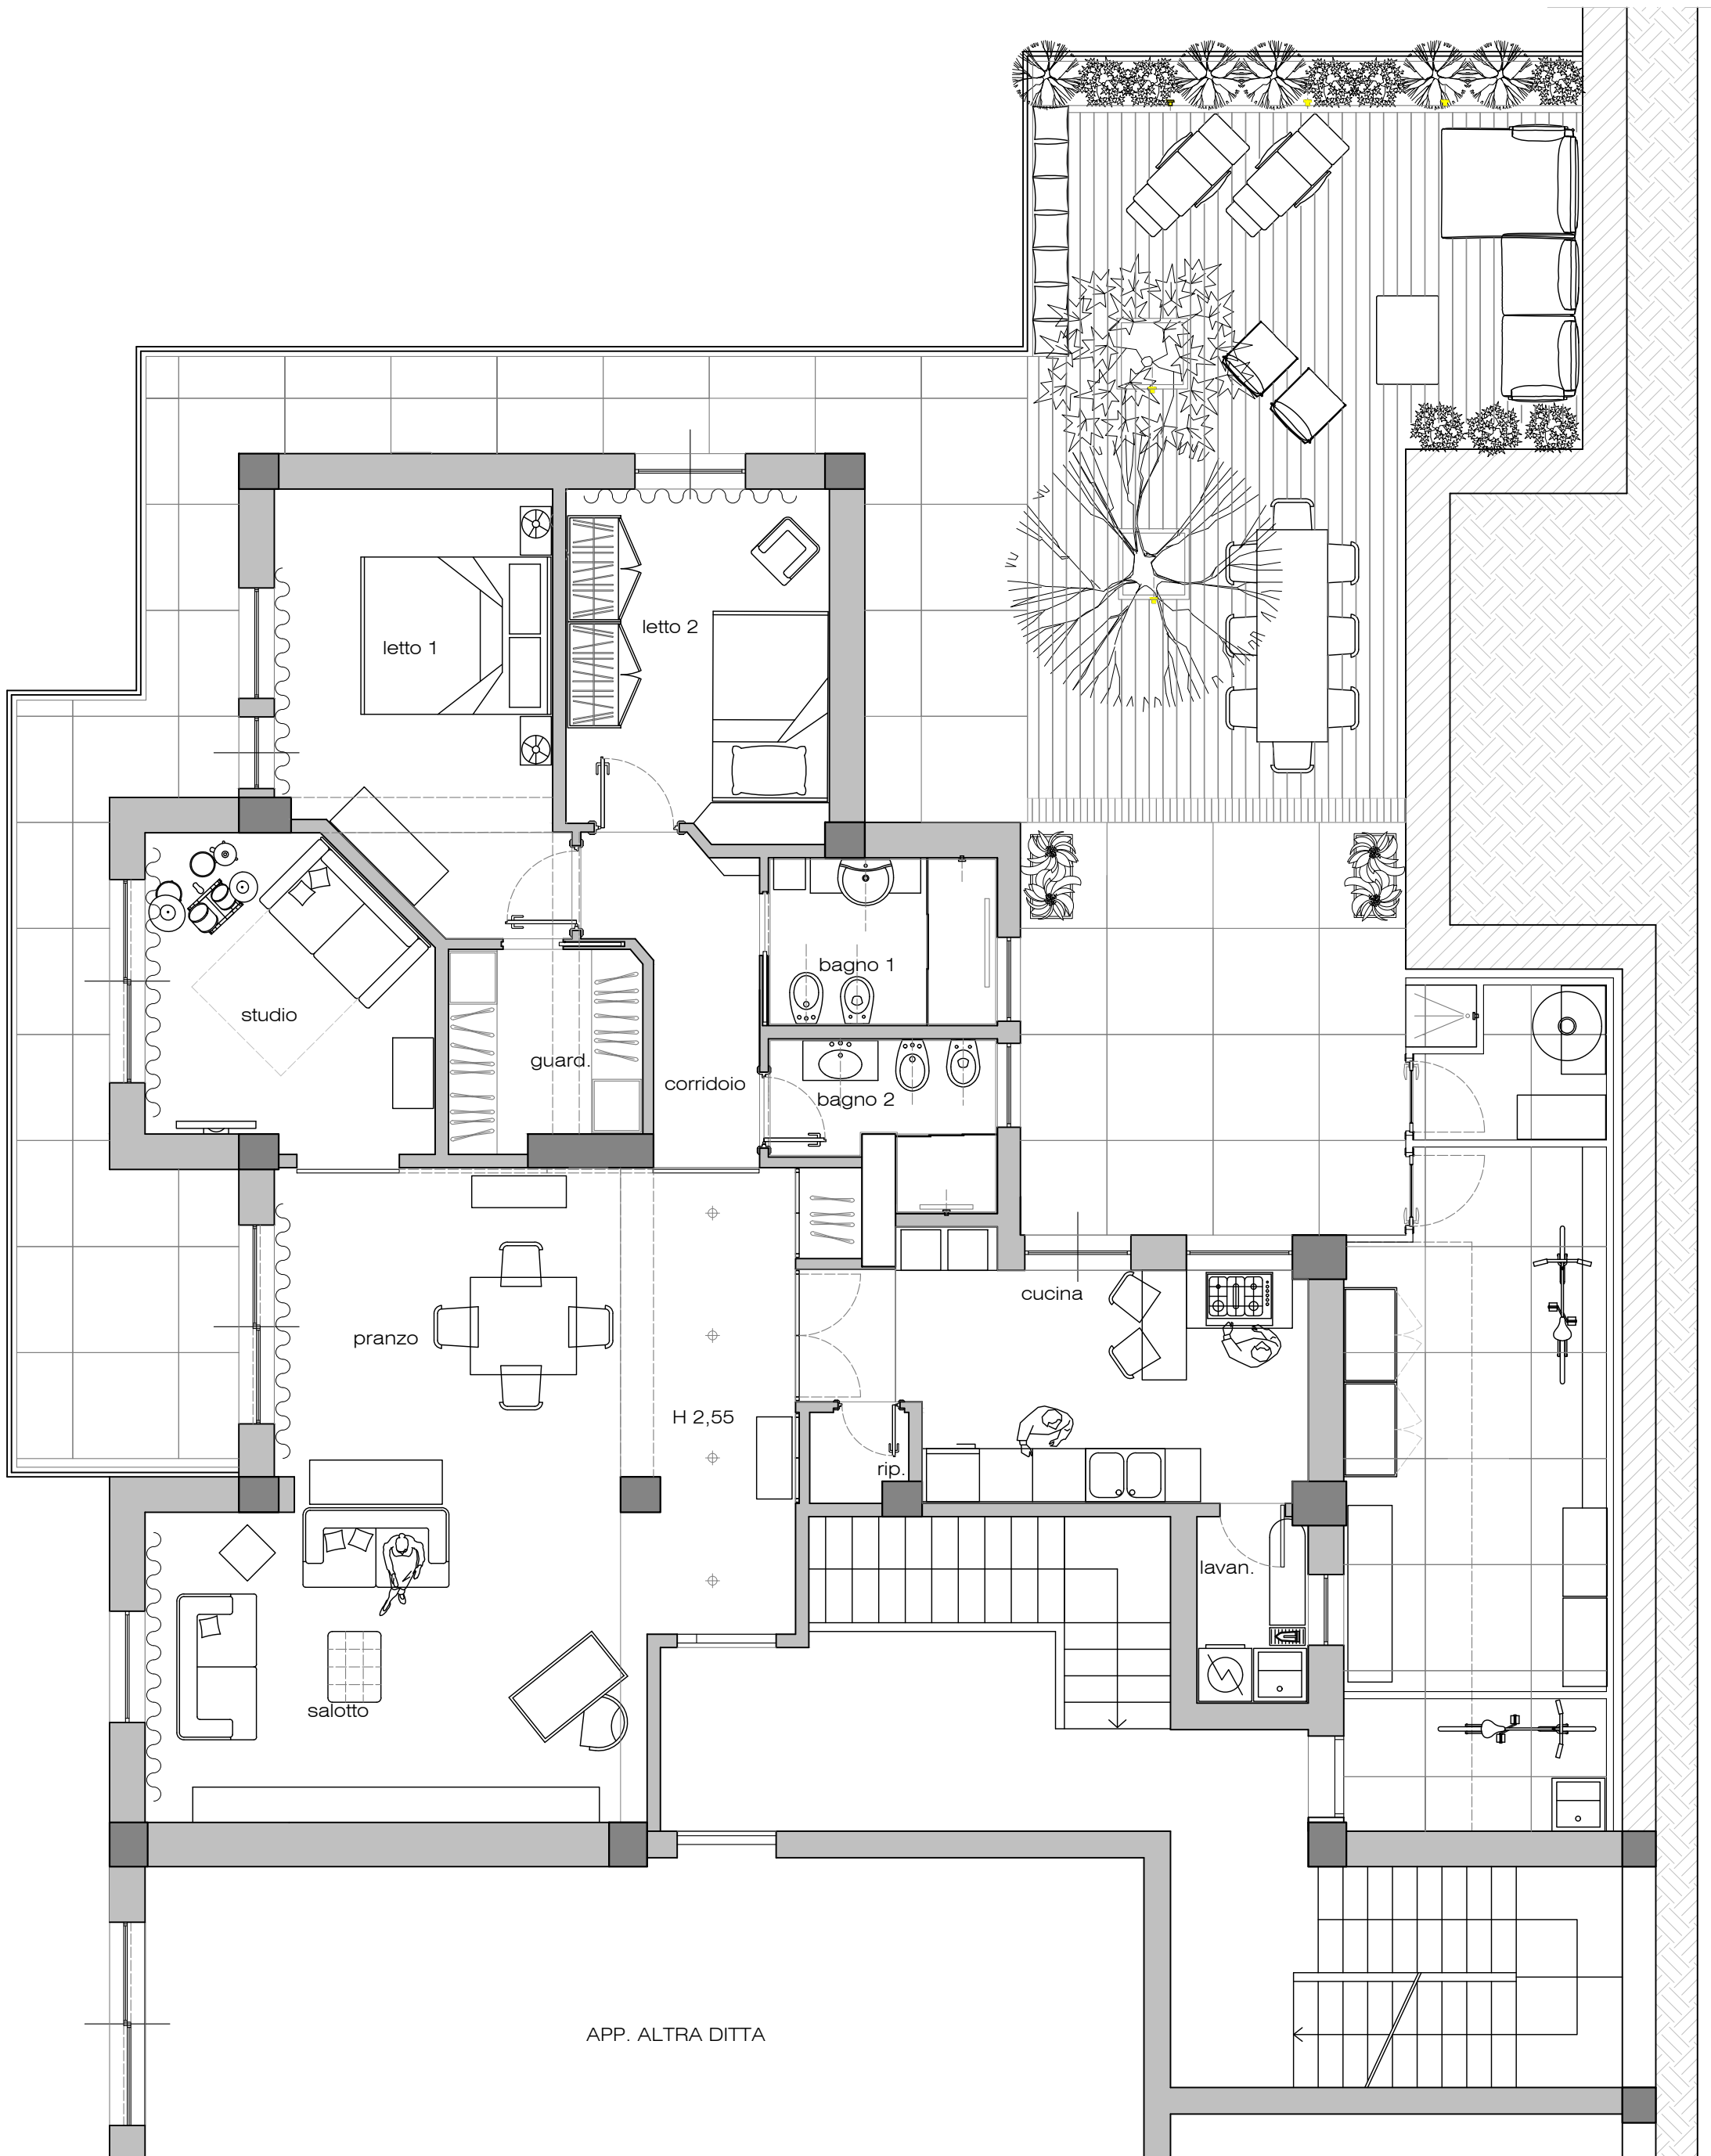 letto 2
letto 1
bagno 1
studio
guard.
corridoio
bagno 2
cucina
pranzo
H 2,55
rip.
lavan.
salotto
APP. ALTRA DITTA